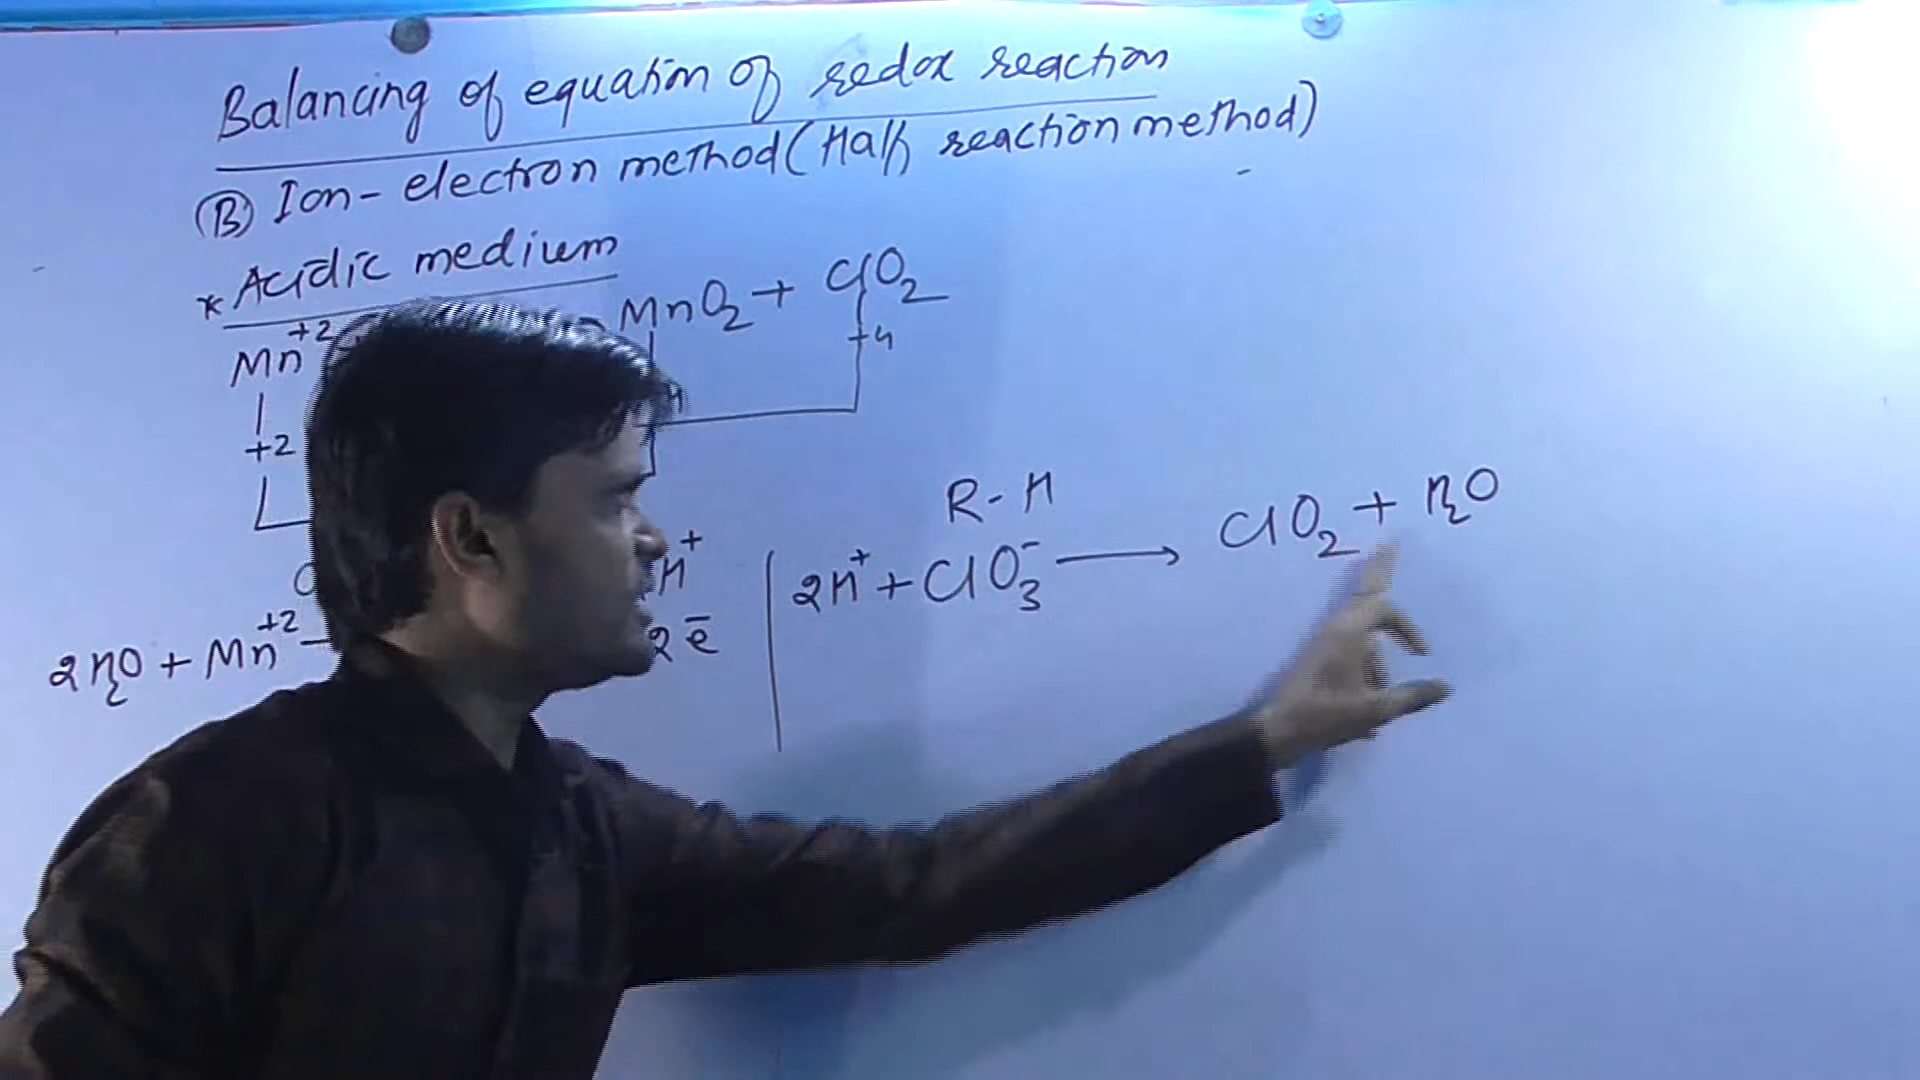 Balancing of equation of redox reaction
(B) Ion-electron method (Half reaction method)
* Acidic medium
Mn+2 MnO2 + ClO2
+2 +4
R-H
H+ 2H+ + ClO3- → ClO2 + H2O
2H2O + Mn+2 2e-